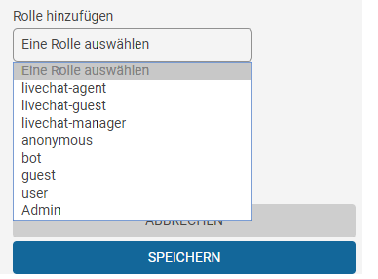 Rolle hinzufügen
Eine Rolle auswählen
Eine Rolle auswählen
livechat-agent
livechat-guest
livechat-manager
anonymous
bot
guest
user
Admin
ABBRECHEN
SPEICHERN